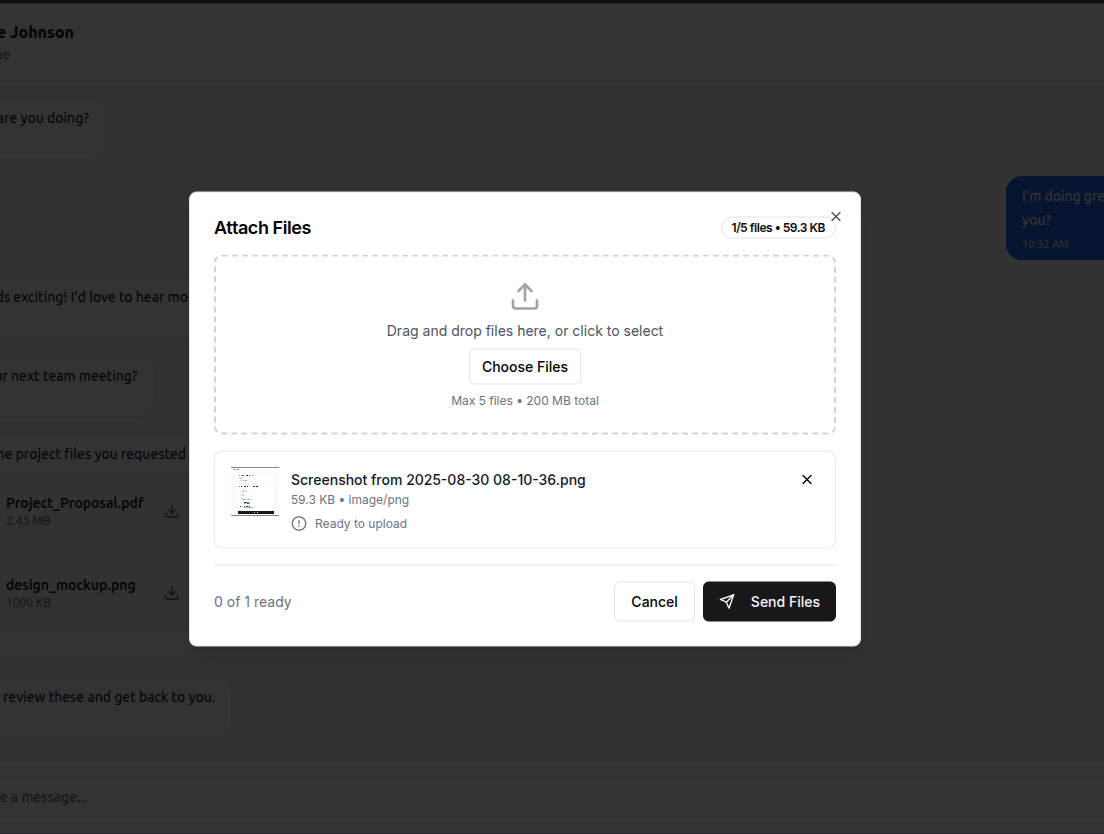 e Johnson
ne
are you doing?
I'm doing gre
you?
10:32 AM
Attach Files
1/5 files • 59.3 KB
Drag and drop files here, or click to select
Choose Files
Max 5 files • 200 MB total
ds exciting! I'd love to hear mo
ur next team meeting?
he project files you requested
Project_Proposal.pdf
2.43 MB
design_mockup.png
1000 KB
Screenshot from 2025-08-30 08-10-36.png
59.3 KB • image/png
Ready to upload
0 of 1 ready
Cancel
Send Files
review these and get back to you.
e a message...